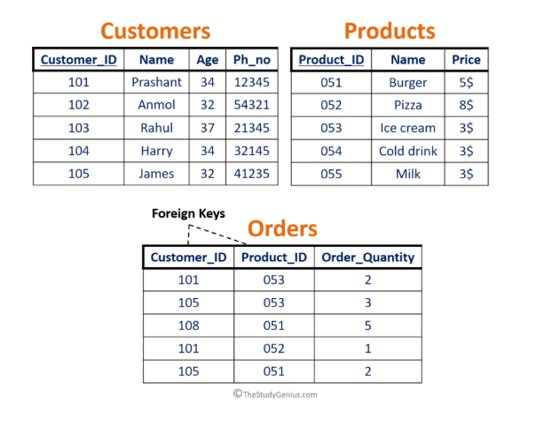 Customers
Customer_ID Name Age Ph_no
101 Prashant 34 12345
102 Anmol 32 54321
103 Rahul 37 21345
104 Harry 34 32145
105 James 32 41235
Products
Product_ID Name Price
051 Burger 5$
052 Pizza 8$
053 Ice cream 3$
054 Cold drink 3$
055 Milk 3$
Foreign Keys
Orders
Customer_ID Product_ID Order_Quantity
101 053 2
105 053 3
108 051 5
101 052 1
105 051 2
©TheStudyGenius.com